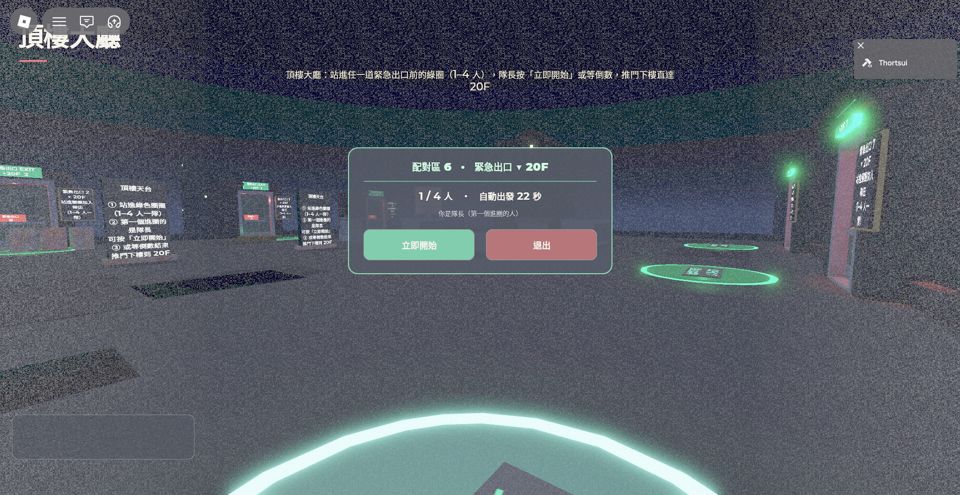 頂樓大廳
Thortsui
頂樓大廳：站進任一道緊急出口前的綠圈（1–4 人），隊長按「立即開始」或等倒數，推門下樓直達
20F
配對區 6 • 緊急出口 ▼ 20F
1 / 4 人 • 自動出發 22 秒
你是隊長（第一個進圈的人）
立即開始
退出
頂樓天台
① 站進綠色圈圈
（1–4 人一隊）
② 第一個進圈的
是隊長
可按「立即開始」
③ 或等倒數結束
推門下樓到 20F